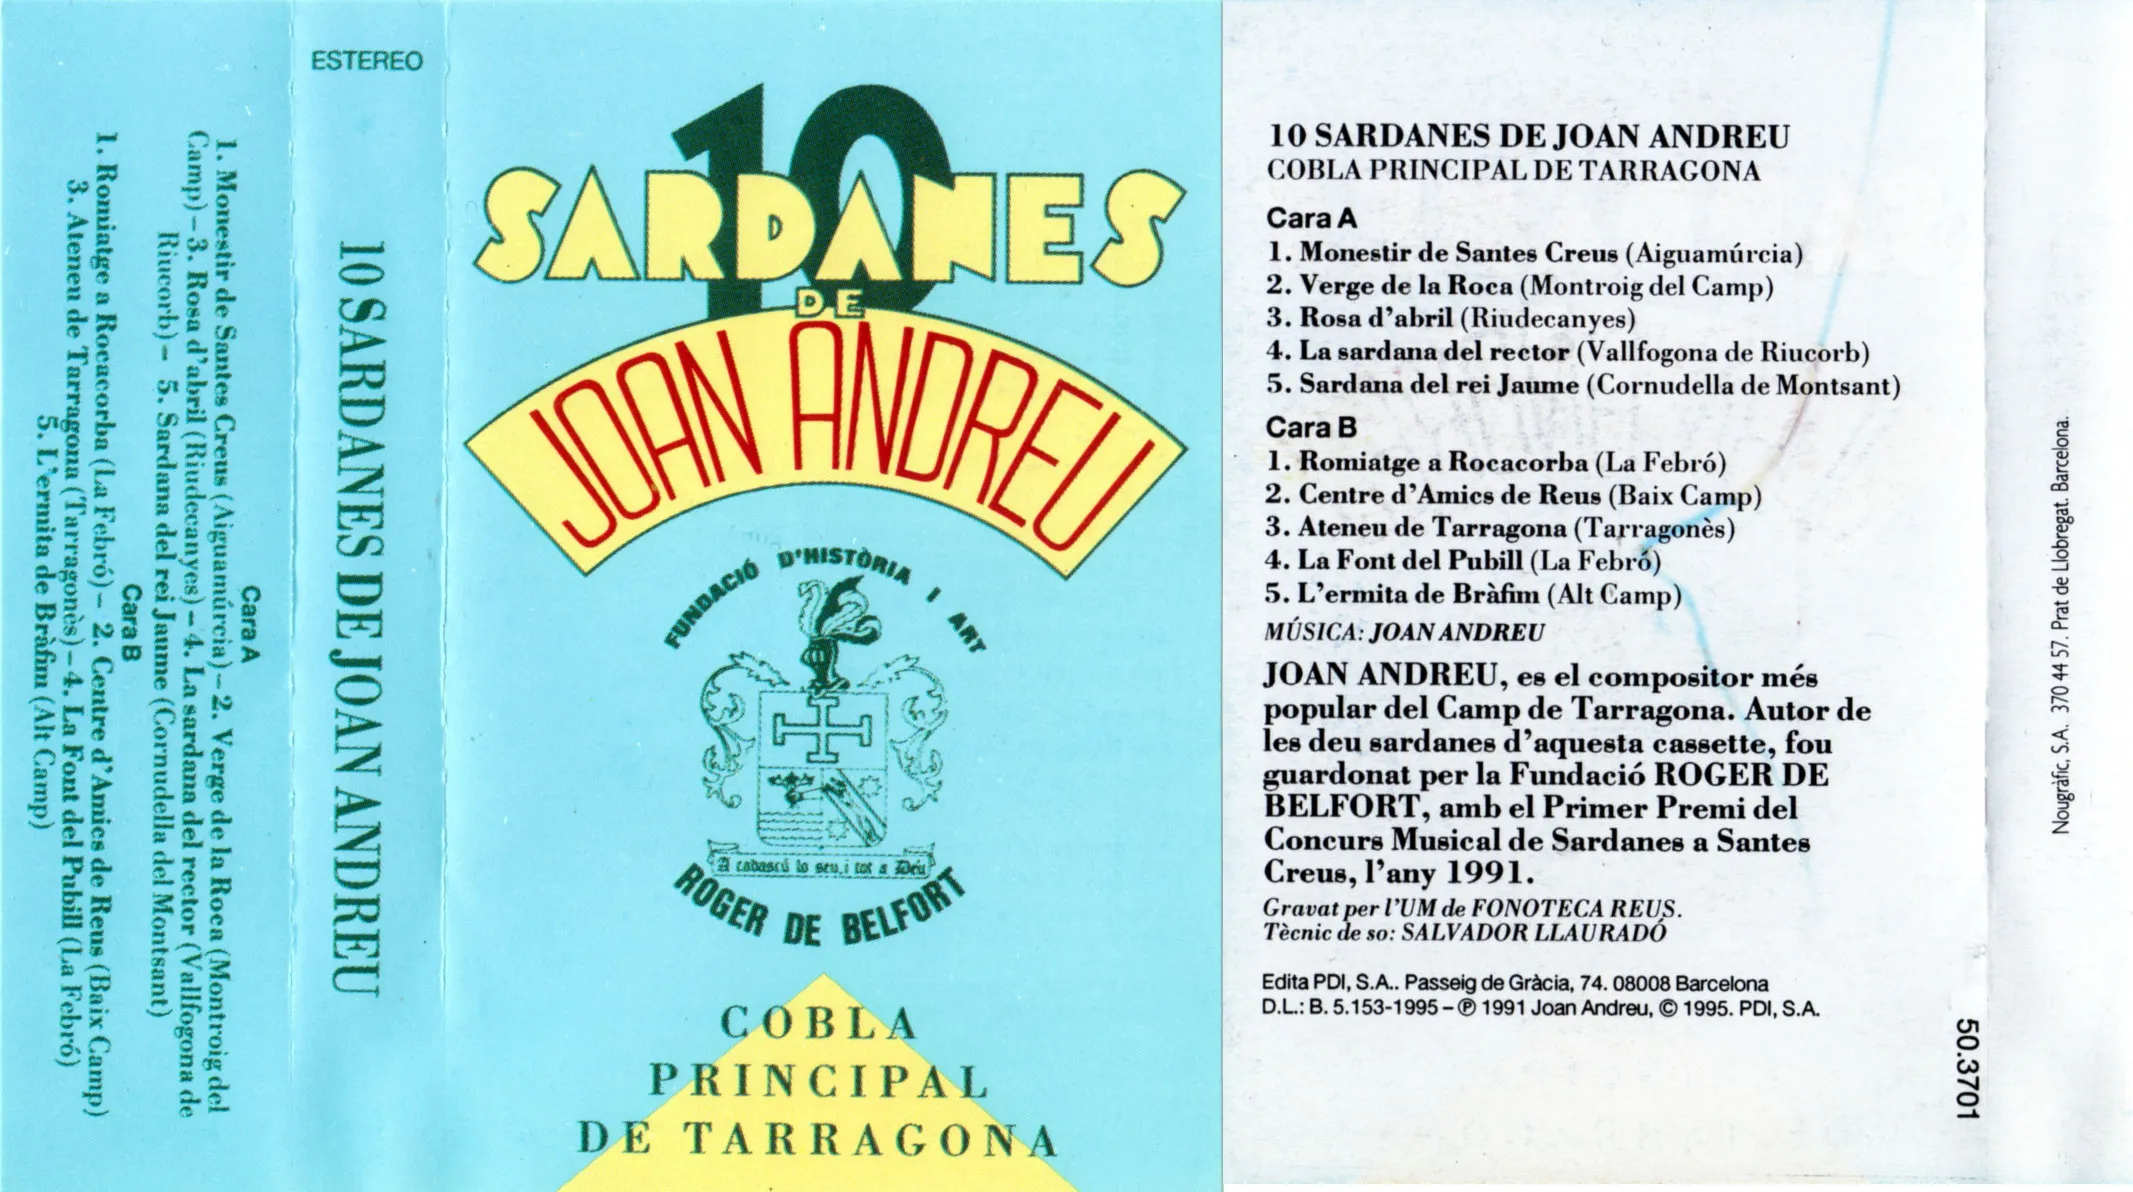 Cara A
1. Monestir de Santes Creus (Aiguamúrcia) – 2. Verge de la Roca (Montroig del
Camp) – 3. Rosa d'abril (Riudecanyes) – 4. La sardana del rector (Vallfogona de
Riucorb) – 5. Sardana del rei Jaume (Cornudella del Montsant)
Cara B
1. Romiatge a Rocacorba (La Febró) – 2. Centre d'Amics de Reus (Baix Camp)
3. Ateneu de Tarragona (Tarragonès) – 4. La Font del Pubill (La Febró)
5. L'ermita de Bràfim (Alt Camp)
ESTEREO
10 SARDANES DE JOAN ANDREU
10
SARDANES
DE
JOAN ANDREU
FUNDACIÓ D'HISTÒRIA I ART
A cadascú lo seu, i tot a Déu
ROGER DE BELFORT
COBLA
PRINCIPAL
DE TARRAGONA
10 SARDANES DE JOAN ANDREU
COBLA PRINCIPAL DE TARRAGONA
Cara A
1. Monestir de Santes Creus (Aiguamúrcia)
2. Verge de la Roca (Montroig del Camp)
3. Rosa d'abril (Riudecanyes)
4. La sardana del rector (Vallfogona de Riucorb)
5. Sardana del rei Jaume (Cornudella de Montsant)
Cara B
1. Romiatge a Rocacorba (La Febró)
2. Centre d'Amics de Reus (Baix Camp)
3. Ateneu de Tarragona (Tarragonès)
4. La Font del Pubill (La Febró)
5. L'ermita de Bràfim (Alt Camp)
MÚSICA: JOAN ANDREU
JOAN ANDREU, es el compositor més
popular del Camp de Tarragona. Autor de
les deu sardanes d'aquesta cassette, fou
guardonat per la Fundació ROGER DE
BELFORT, amb el Primer Premi del
Concurs Musical de Sardanes a Santes
Creus, l'any 1991.
Gravat per l'UM de FONOTECA REUS.
Tècnic de so: SALVADOR LLAURADÓ
Edita PDI, S.A.. Passeig de Gràcia, 74. 08008 Barcelona
D.L.: B. 5.153-1995 – ℗ 1991 Joan Andreu, © 1995. PDI, S.A.
50.3701
Nougràfic, S.A. 370 44 57. Prat de Llobregat. Barcelona.